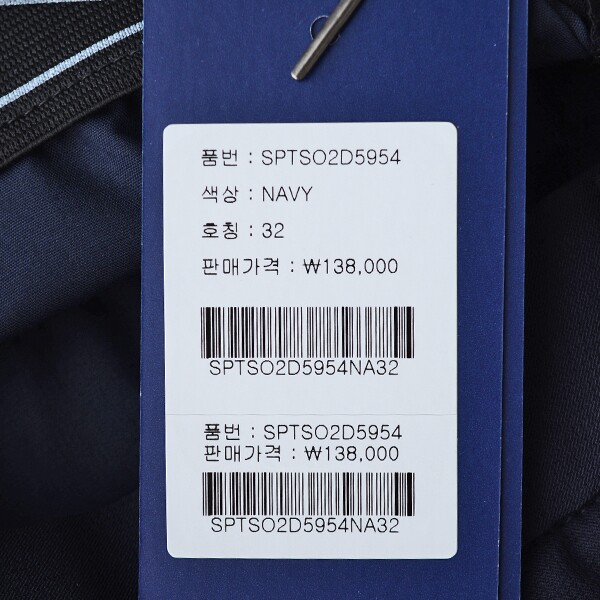 품번 : SPTSO2D5954
색상 : NAVY
호칭 : 32
판매가격 : ₩138,000
SPTSO2D5954NA32
품번 : SPTSO2D5954
판매가격 : ₩138,000
SPTSO2D5954NA32